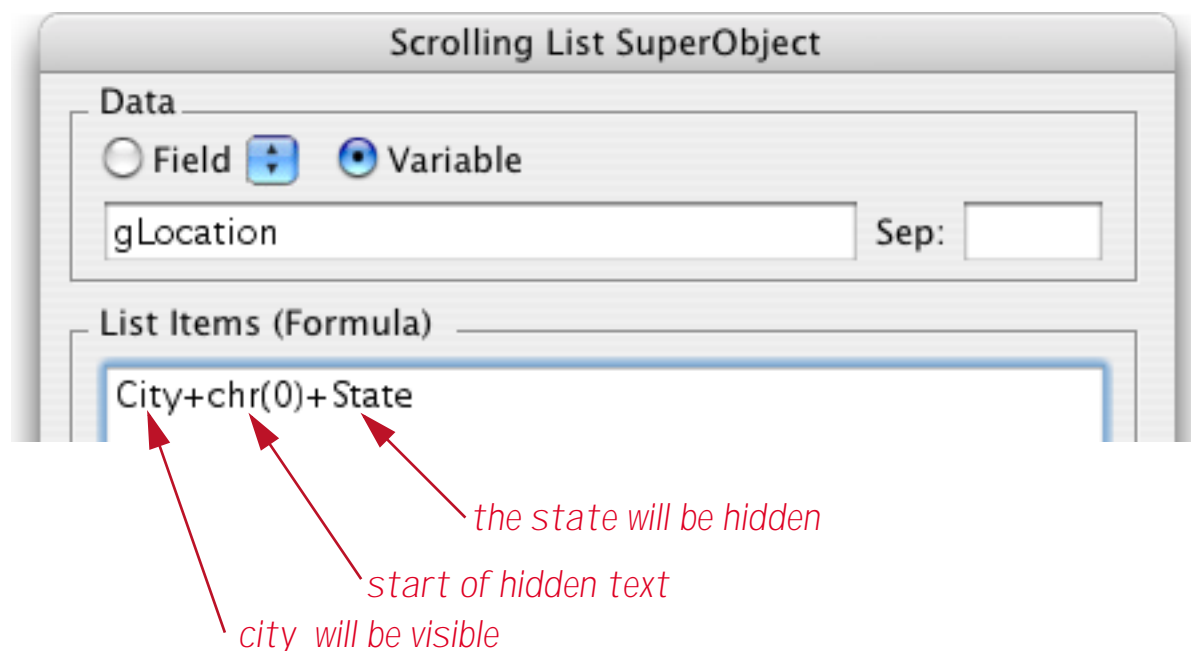 Scrolling List SuperObject
Data
Field Variable
gLocation Sep:
List Items (Formula)
City+chr(0)+State
the state will be hidden
start of hidden text
city will be visible